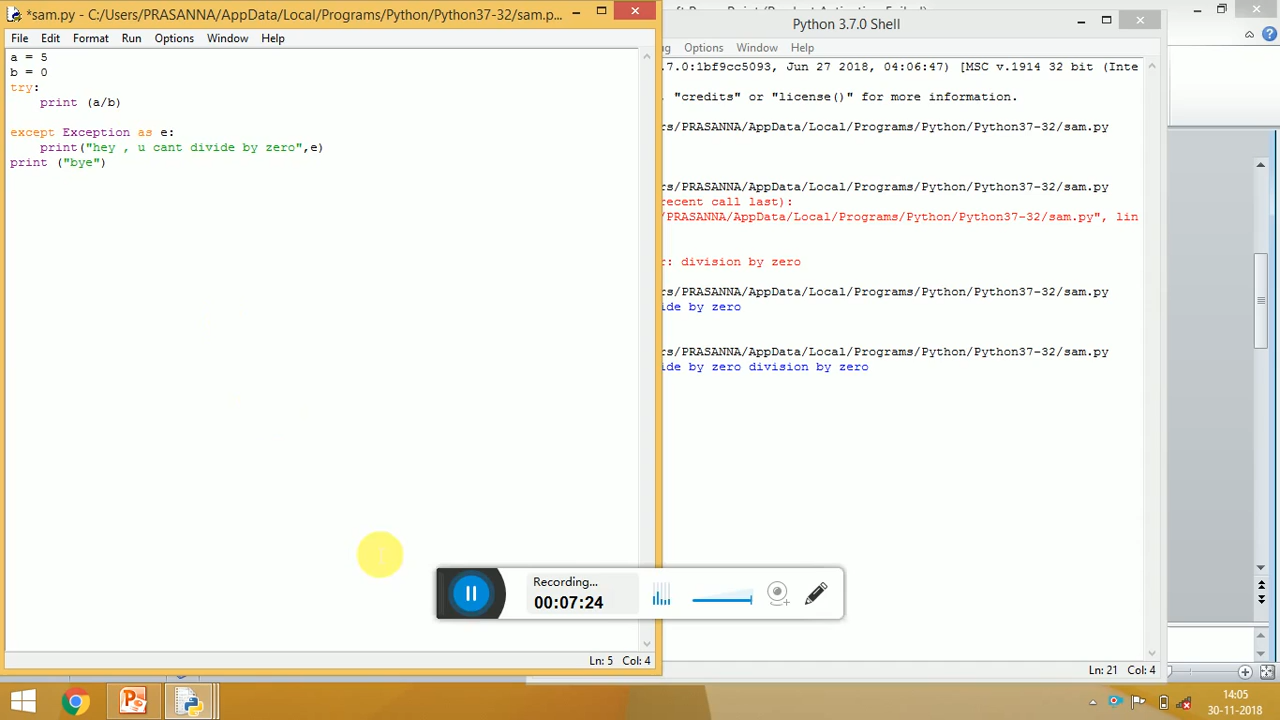 *sam.py - C:/Users/PRASANNA/AppData/Local/Programs/Python/Python37-32/sam.p...
File Edit Format Run Options Window Help
a = 5
b = 0
try:
print (a/b)
except Exception as e:
print("hey , u cant divide by zero",e)
print ("bye")
Ln: 5 Col: 4
Python 3.7.0 Shell
Options Window Help
.7.0:1bf9cc5093, Jun 27 2018, 04:06:47) [MSC v.1914 32 bit (Inte
, "credits" or "license()" for more information.
rs/PRASANNA/AppData/Local/Programs/Python/Python37-32/sam.py
rs/PRASANNA/AppData/Local/Programs/Python/Python37-32/sam.py
recent call last):
/PRASANNA/AppData/Local/Programs/Python/Python37-32/sam.py", lin
r: division by zero
rs/PRASANNA/AppData/Local/Programs/Python/Python37-32/sam.py
ide by zero
rs/PRASANNA/AppData/Local/Programs/Python/Python37-32/sam.py
ide by zero division by zero
Ln: 21 Col: 4
Recording...
00:07:24
14:05
30-11-2018